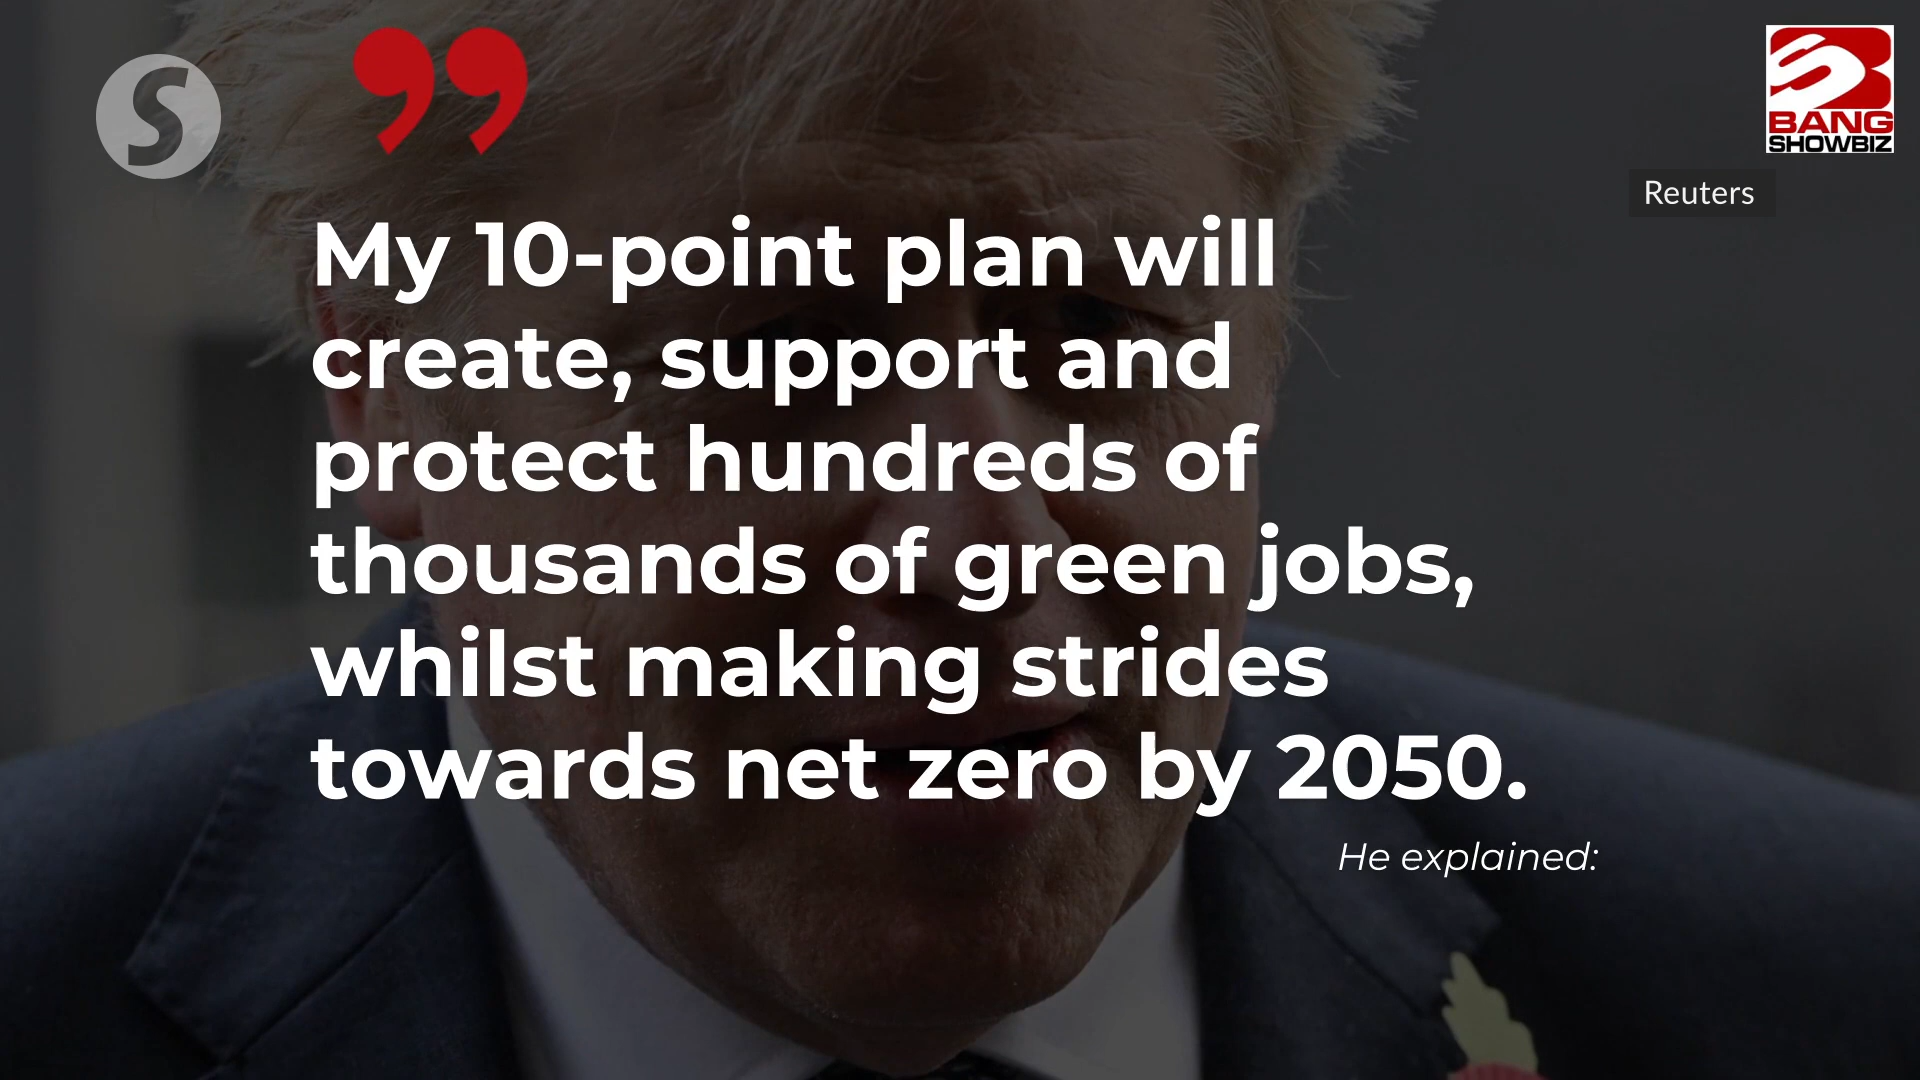 S
BANG
SHOWBIZ
Reuters
My 10-point plan will
create, support and
protect hundreds of
thousands of green jobs,
whilst making strides
towards net zero by 2050.
He explained: